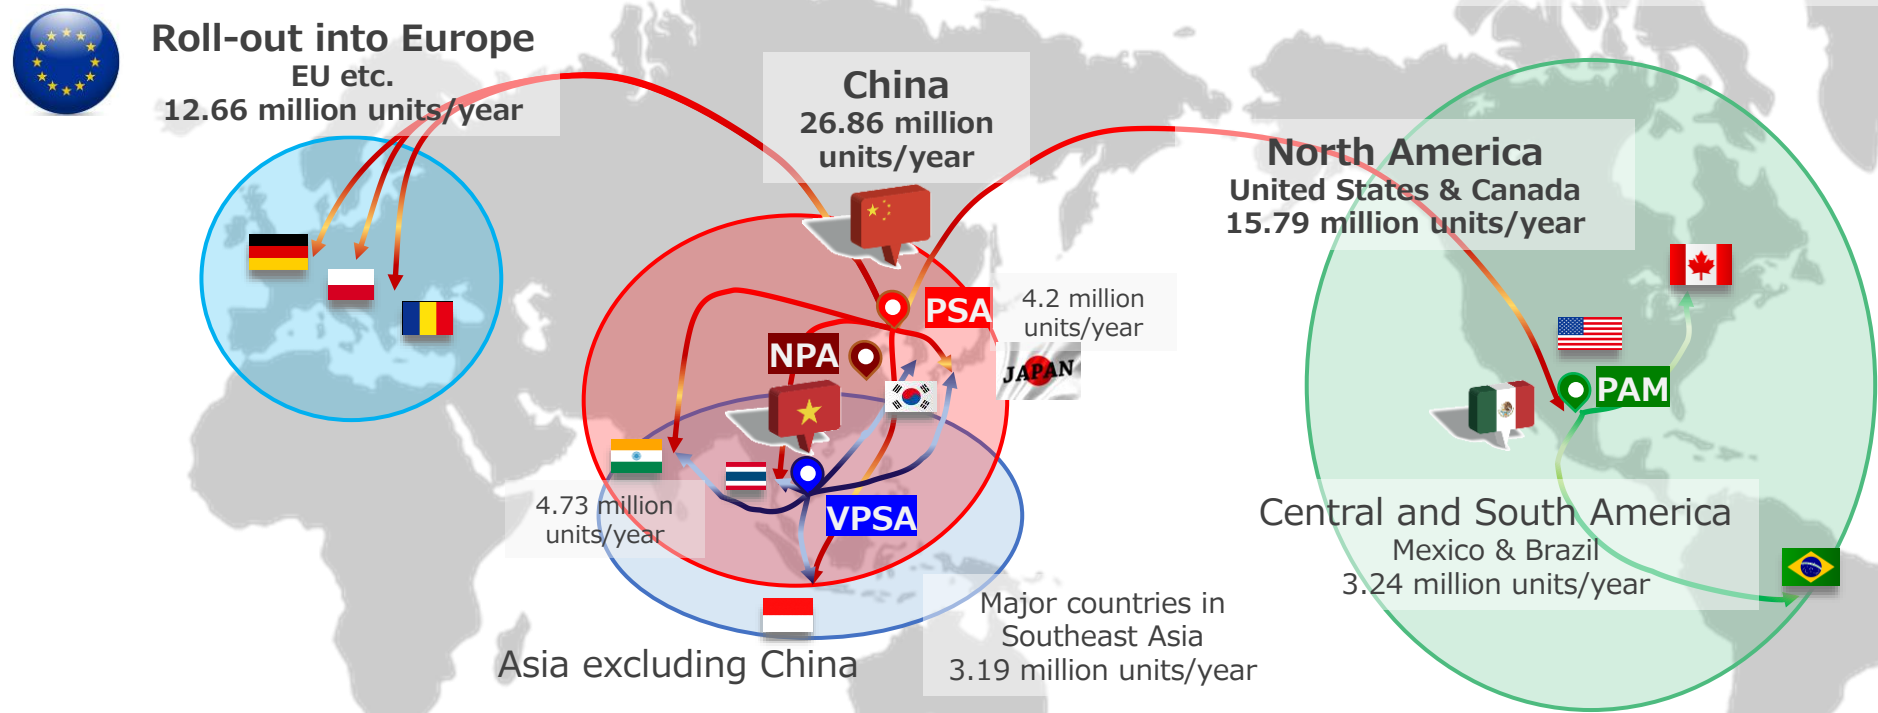 Roll-out into Europe
EU etc.
12.66 million units/year
China
26.86 million
units/year
North America
United States & Canada
15.79 million units/year
PSA
4.2 million
units/year
NPA
JAPAN
PAM
4.73 million
units/year
VPSA
Central and South America
Mexico & Brazil
3.24 million units/year
Major countries in
Southeast Asia
3.19 million units/year
Asia excluding China